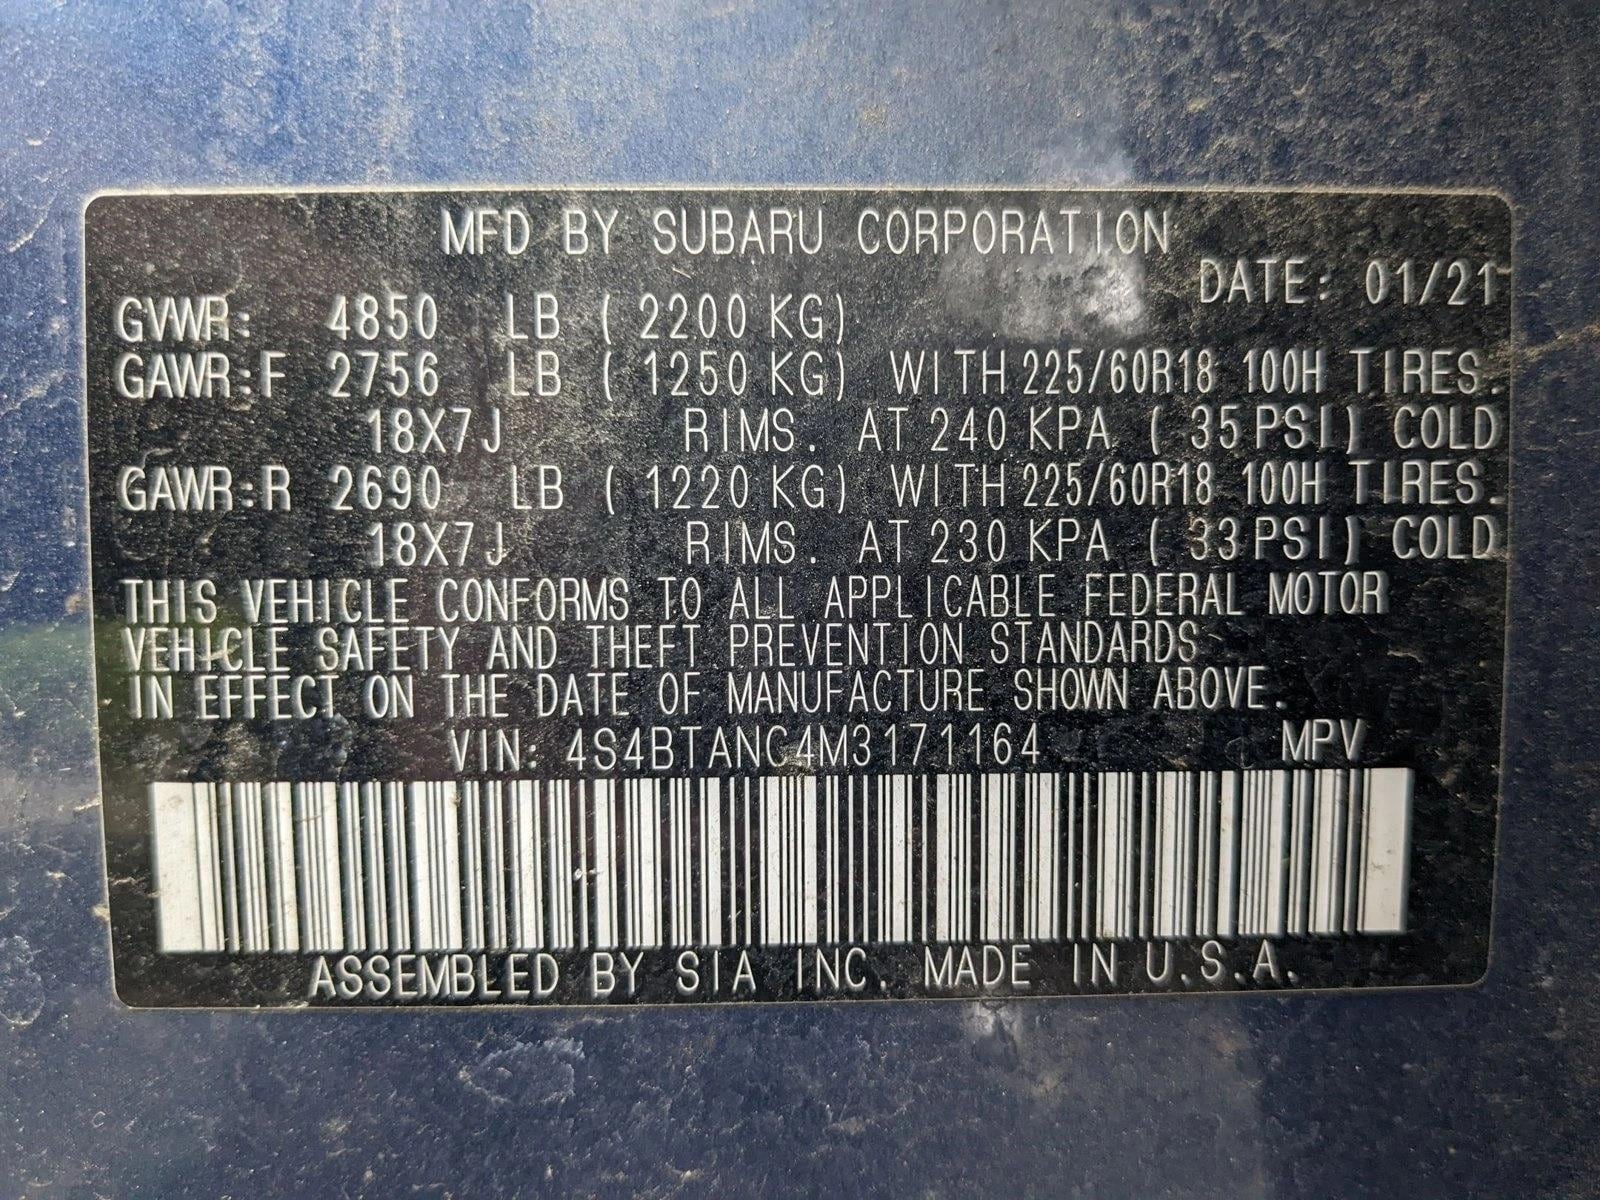 MFD BY SUBARU CORPORATION
DATE: 01/21
GVWR: 4850 LB ( 2200 KG)
GAWR:F 2756 LB ( 1250 KG) WITH 225/60R18 100H TIRES.
18X7J RIMS. AT 240 KPA ( 35 PSI) COLD
GAWR:R 2690 LB ( 1220 KG) WITH 225/60R18 100H TIRES.
18X7J RIMS. AT 230 KPA ( 33 PSI) COLD
THIS VEHICLE CONFORMS TO ALL APPLICABLE FEDERAL MOTOR
VEHICLE SAFETY AND THEFT PREVENTION STANDARDS
IN EFFECT ON THE DATE OF MANUFACTURE SHOWN ABOVE.
VIN: 4S4BTANC4M3171164 MPV
ASSEMBLED BY SIA INC. MADE IN U.S.A.